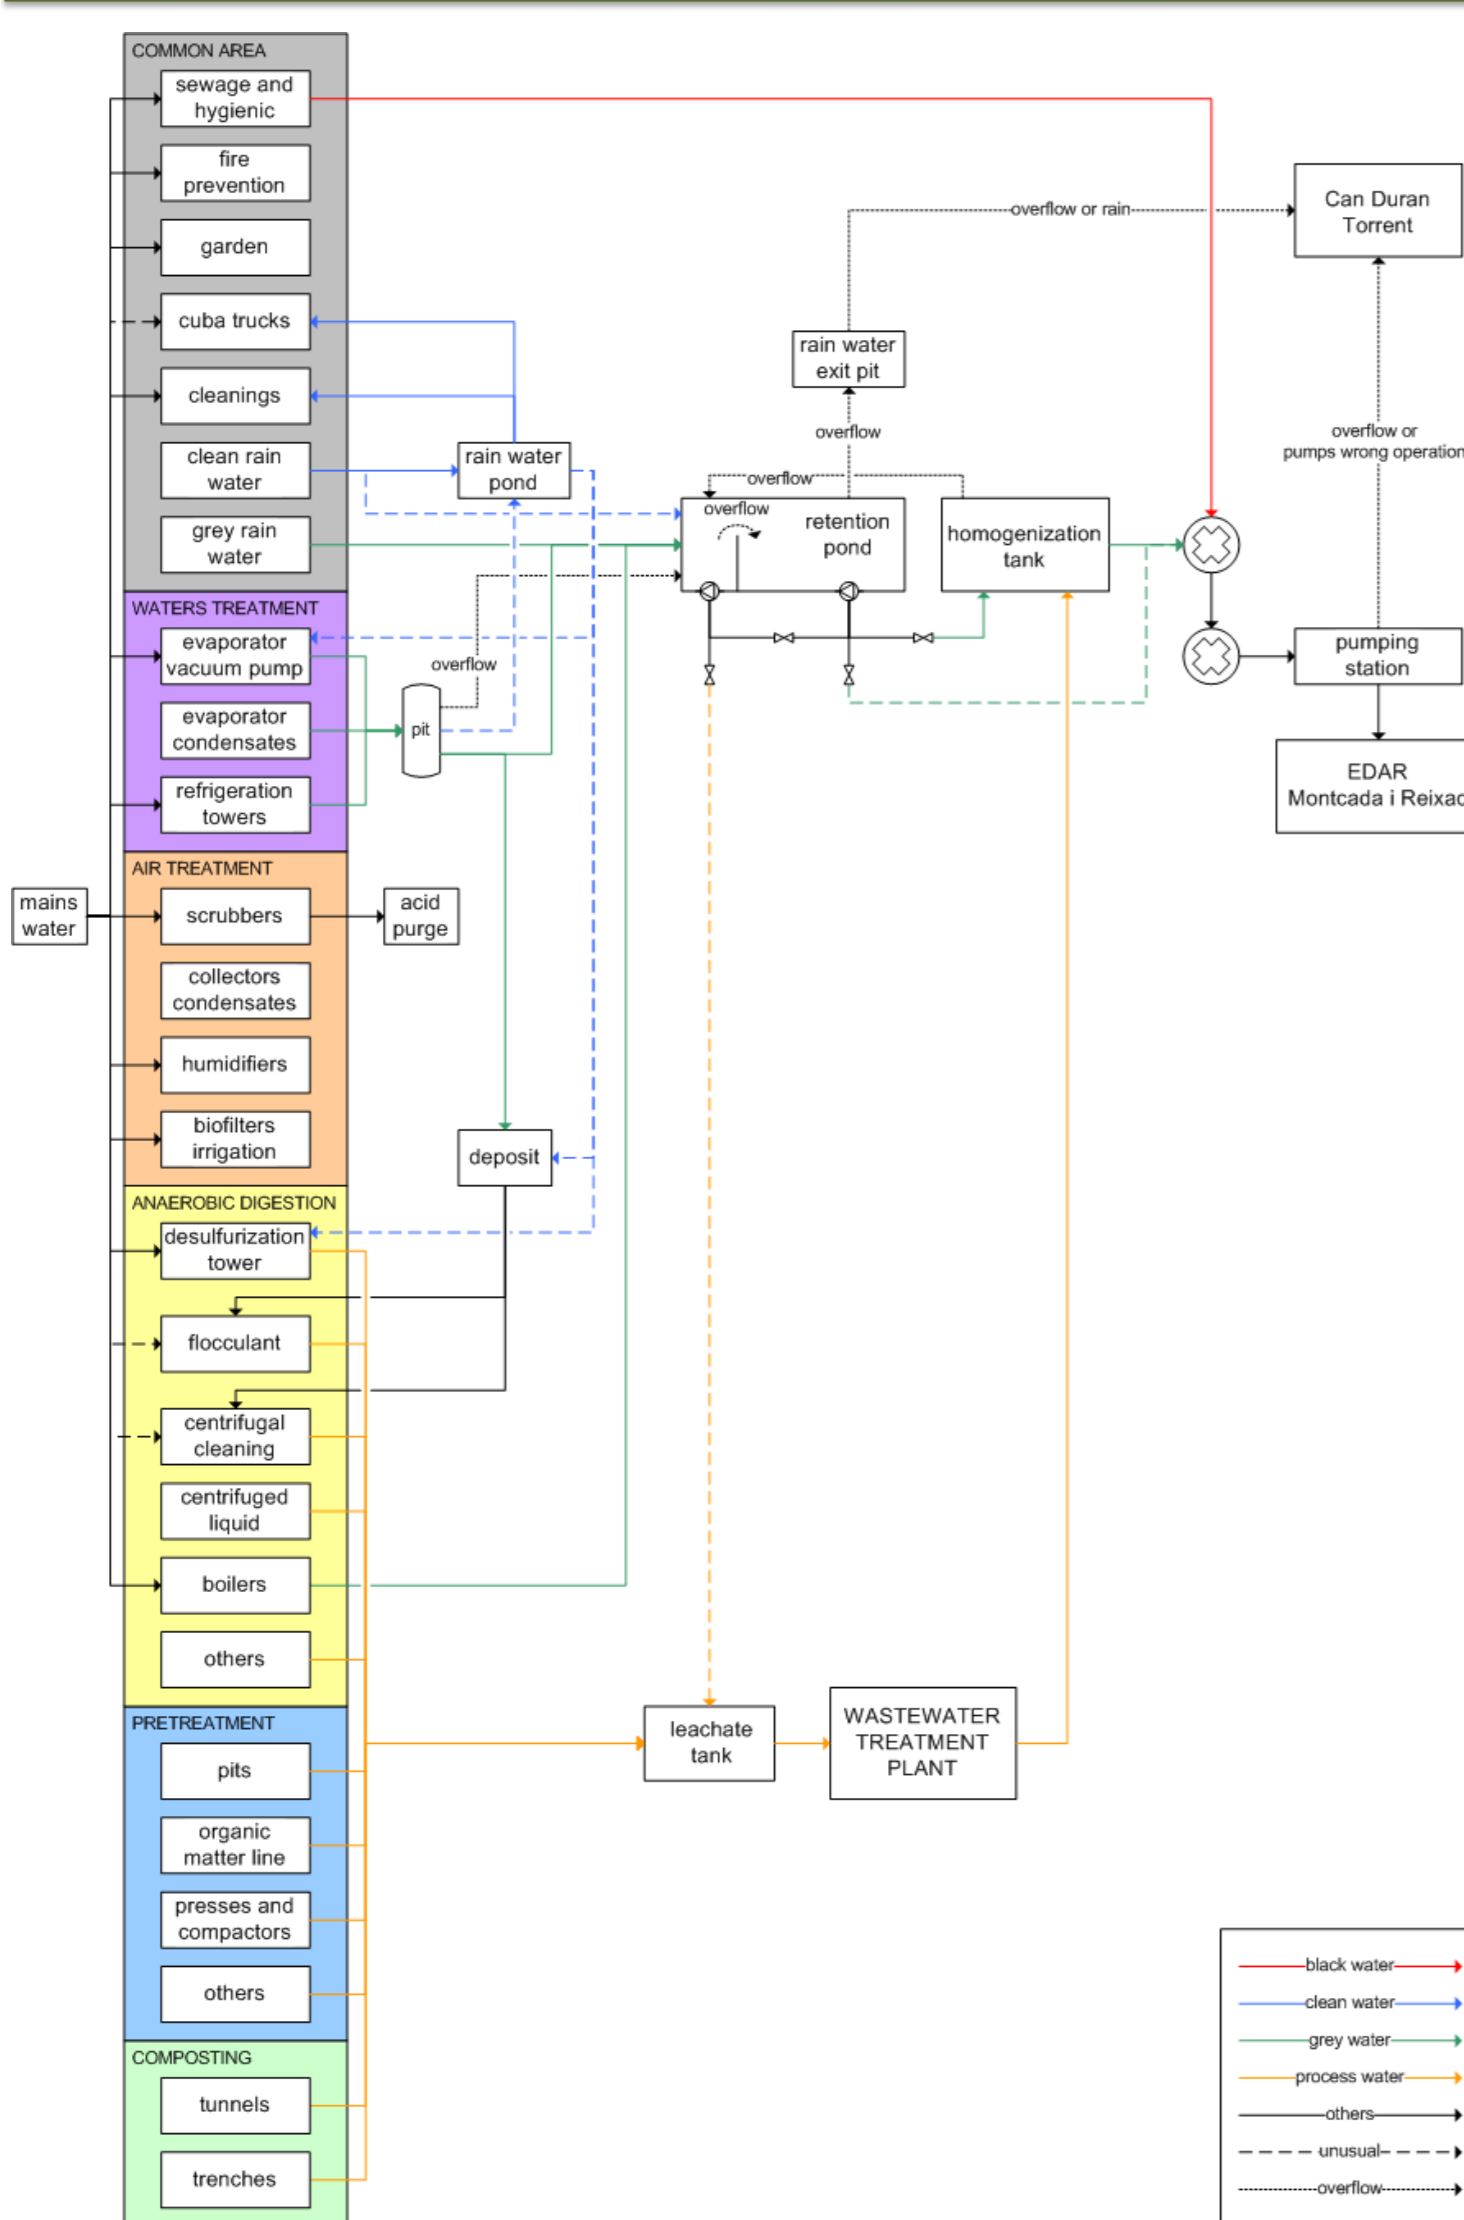 COMMON AREA
sewage and
hygienic
fire
prevention
garden
cuba trucks
cleanings
clean rain
water
grey rain
water
WATERS TREATMENT
evaporator
vacuum pump
evaporator
condensates
refrigeration
towers
AIR TREATMENT
mains
water
scrubbers
acid
purge
collectors
condensates
humidifiers
biofilters
irrigation
ANAEROBIC DIGESTION
desulfurization
tower
flocculant
centrifugal
cleaning
centrifuged
liquid
boilers
others
PRETREATMENT
pits
organic
matter line
presses and
compactors
others
COMPOSTING
tunnels
trenches
rain water
pond
overflow
pit
deposit
overflow or rain
Can Duran
Torrent
rain water
exit pit
overflow
overflow
overflow
retention
pond
homogenization
tank
overflow or
pumps wrong operation
pumping
station
EDAR
Montcada i Reixac
leachate
tank
WASTEWATER
TREATMENT
PLANT
black water
clean water
grey water
process water
others
unusual
overflow